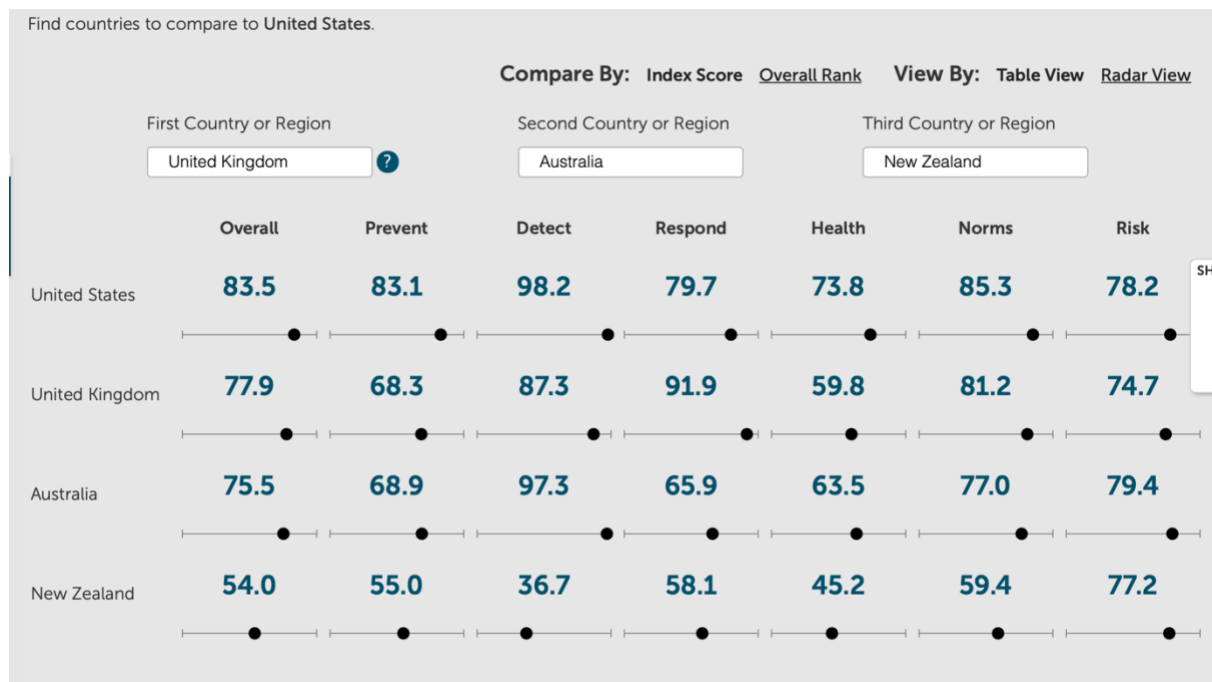 Find countries to compare to United States.
Compare By: Index Score Overall Rank View By: Table View Radar View
First Country or Region Second Country or Region Third Country or Region
United Kingdom ? Australia New Zealand
Overall Prevent Detect Respond Health Norms Risk
United States 83.5 83.1 98.2 79.7 73.8 85.3 78.2
SH
United Kingdom 77.9 68.3 87.3 91.9 59.8 81.2 74.7
Australia 75.5 68.9 97.3 65.9 63.5 77.0 79.4
New Zealand 54.0 55.0 36.7 58.1 45.2 59.4 77.2